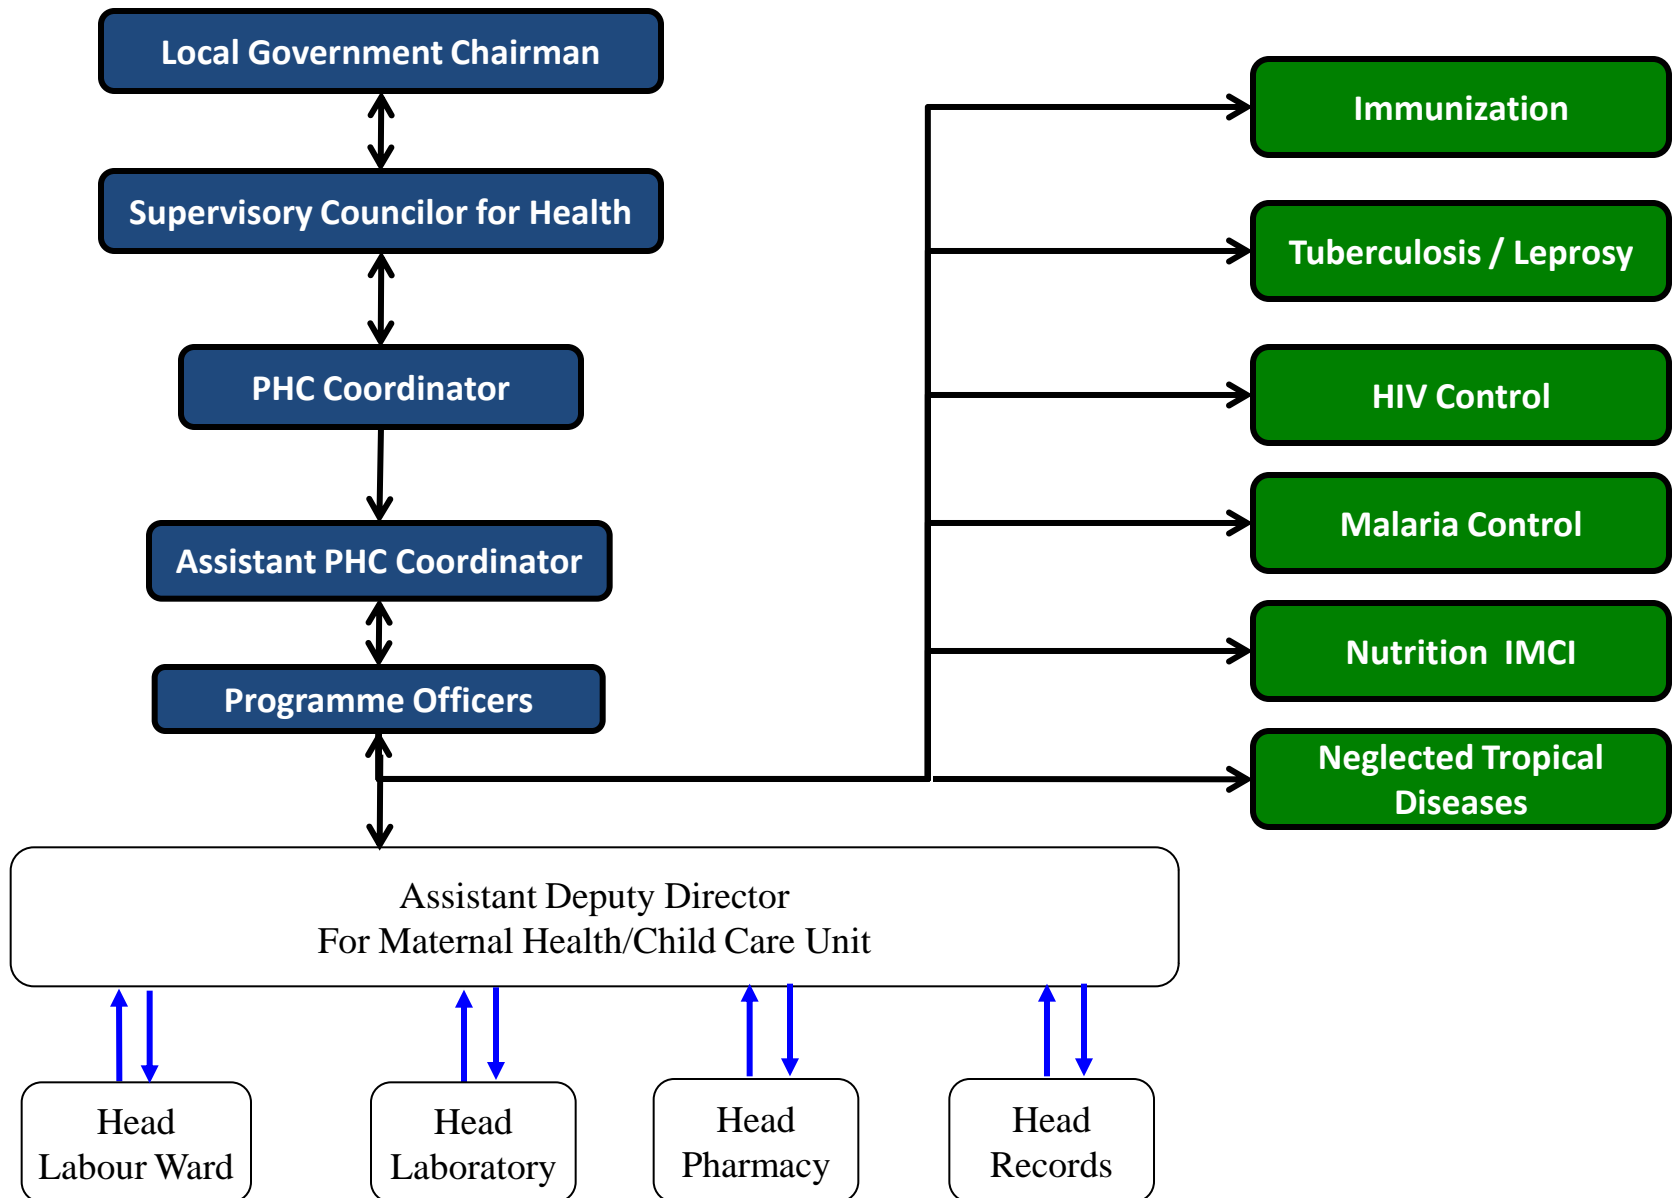 Local Government Chairman
Supervisory Councilor for Health
PHC Coordinator
Assistant PHC Coordinator
Programme Officers
Immunization
Tuberculosis / Leprosy
HIV Control
Malaria Control
Nutrition  IMCI
Neglected Tropical
Diseases
Assistant Deputy Director
For Maternal Health/Child Care Unit
Head
Labour Ward
Head
Laboratory
Head
Pharmacy
Head
Records